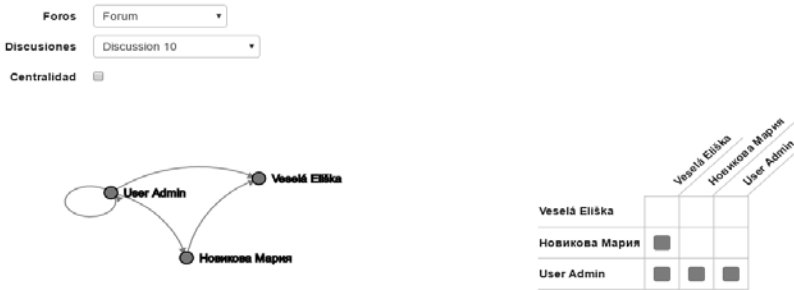 Foros Forum
Discusiones Discussion 10
Centralidad
User Admin
Veselá Eliška
Новикова Мария
Veselá Eliška
Новикова Мария
User Admin
Veselá Eliška
Новикова Мария
User Admin